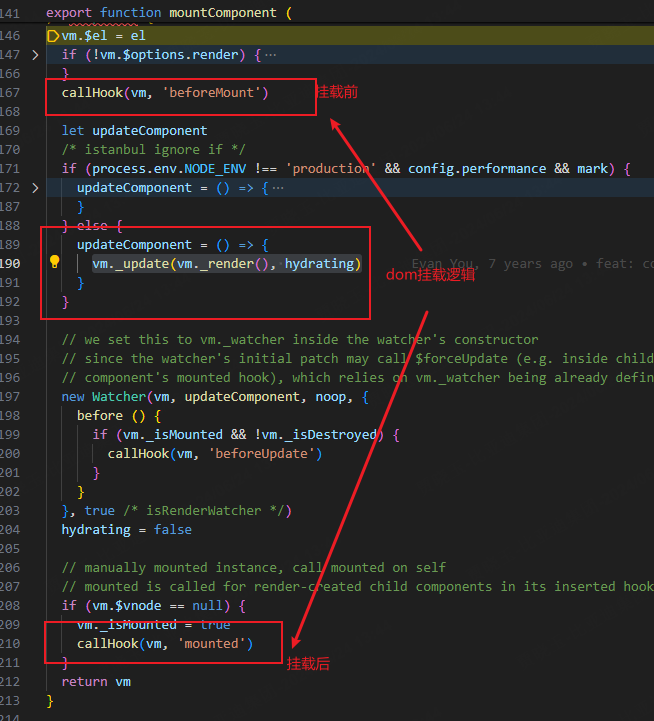 141 export function mountComponent (
146 vm.$el = el
147 if (!vm.$options.render) { ⋯
166 }
167 callHook(vm, 'beforeMount')
挂载前
168
169 let updateComponent
170 /* istanbul ignore if */
171 if (process.env.NODE_ENV !== 'production' && config.performance && mark) {
172 updateComponent = () => { ⋯
187 }
188 } else {
189 updateComponent = () => {
190 vm._update(vm._render(), hydrating) Evan You, 7 years ago • feat: co
dom挂载逻辑
191 }
192 }
193
194 // we set this to vm._watcher inside the watcher's constructor
195 // since the watcher's initial patch may call $forceUpdate (e.g. inside child
196 // component's mounted hook), which relies on vm._watcher being already defin
197 new Watcher(vm, updateComponent, noop, {
198 before () {
199 if (vm._isMounted && !vm._isDestroyed) {
200 callHook(vm, 'beforeUpdate')
201 }
202 }
203 }, true /* isRenderWatcher */)
204 hydrating = false
205
206 // manually mounted instance, call mounted on self
207 // mounted is called for render-created child components in its inserted hook
208 if (vm.$vnode == null) {
209 vm._isMounted = true
210 callHook(vm, 'mounted')
211 }
挂载后
212 return vm
213 }
214